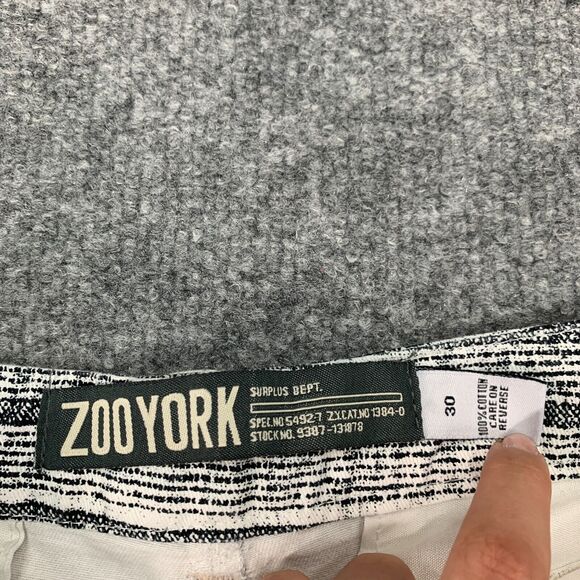 ZOO YORK
SURPLUS DEPT.
SPEC.NO 5492-7 Z.Y.CAT.NO 1384-0
STOCK NO. 9387-131878
30
100% COTTON
CARE ON
REVERSE